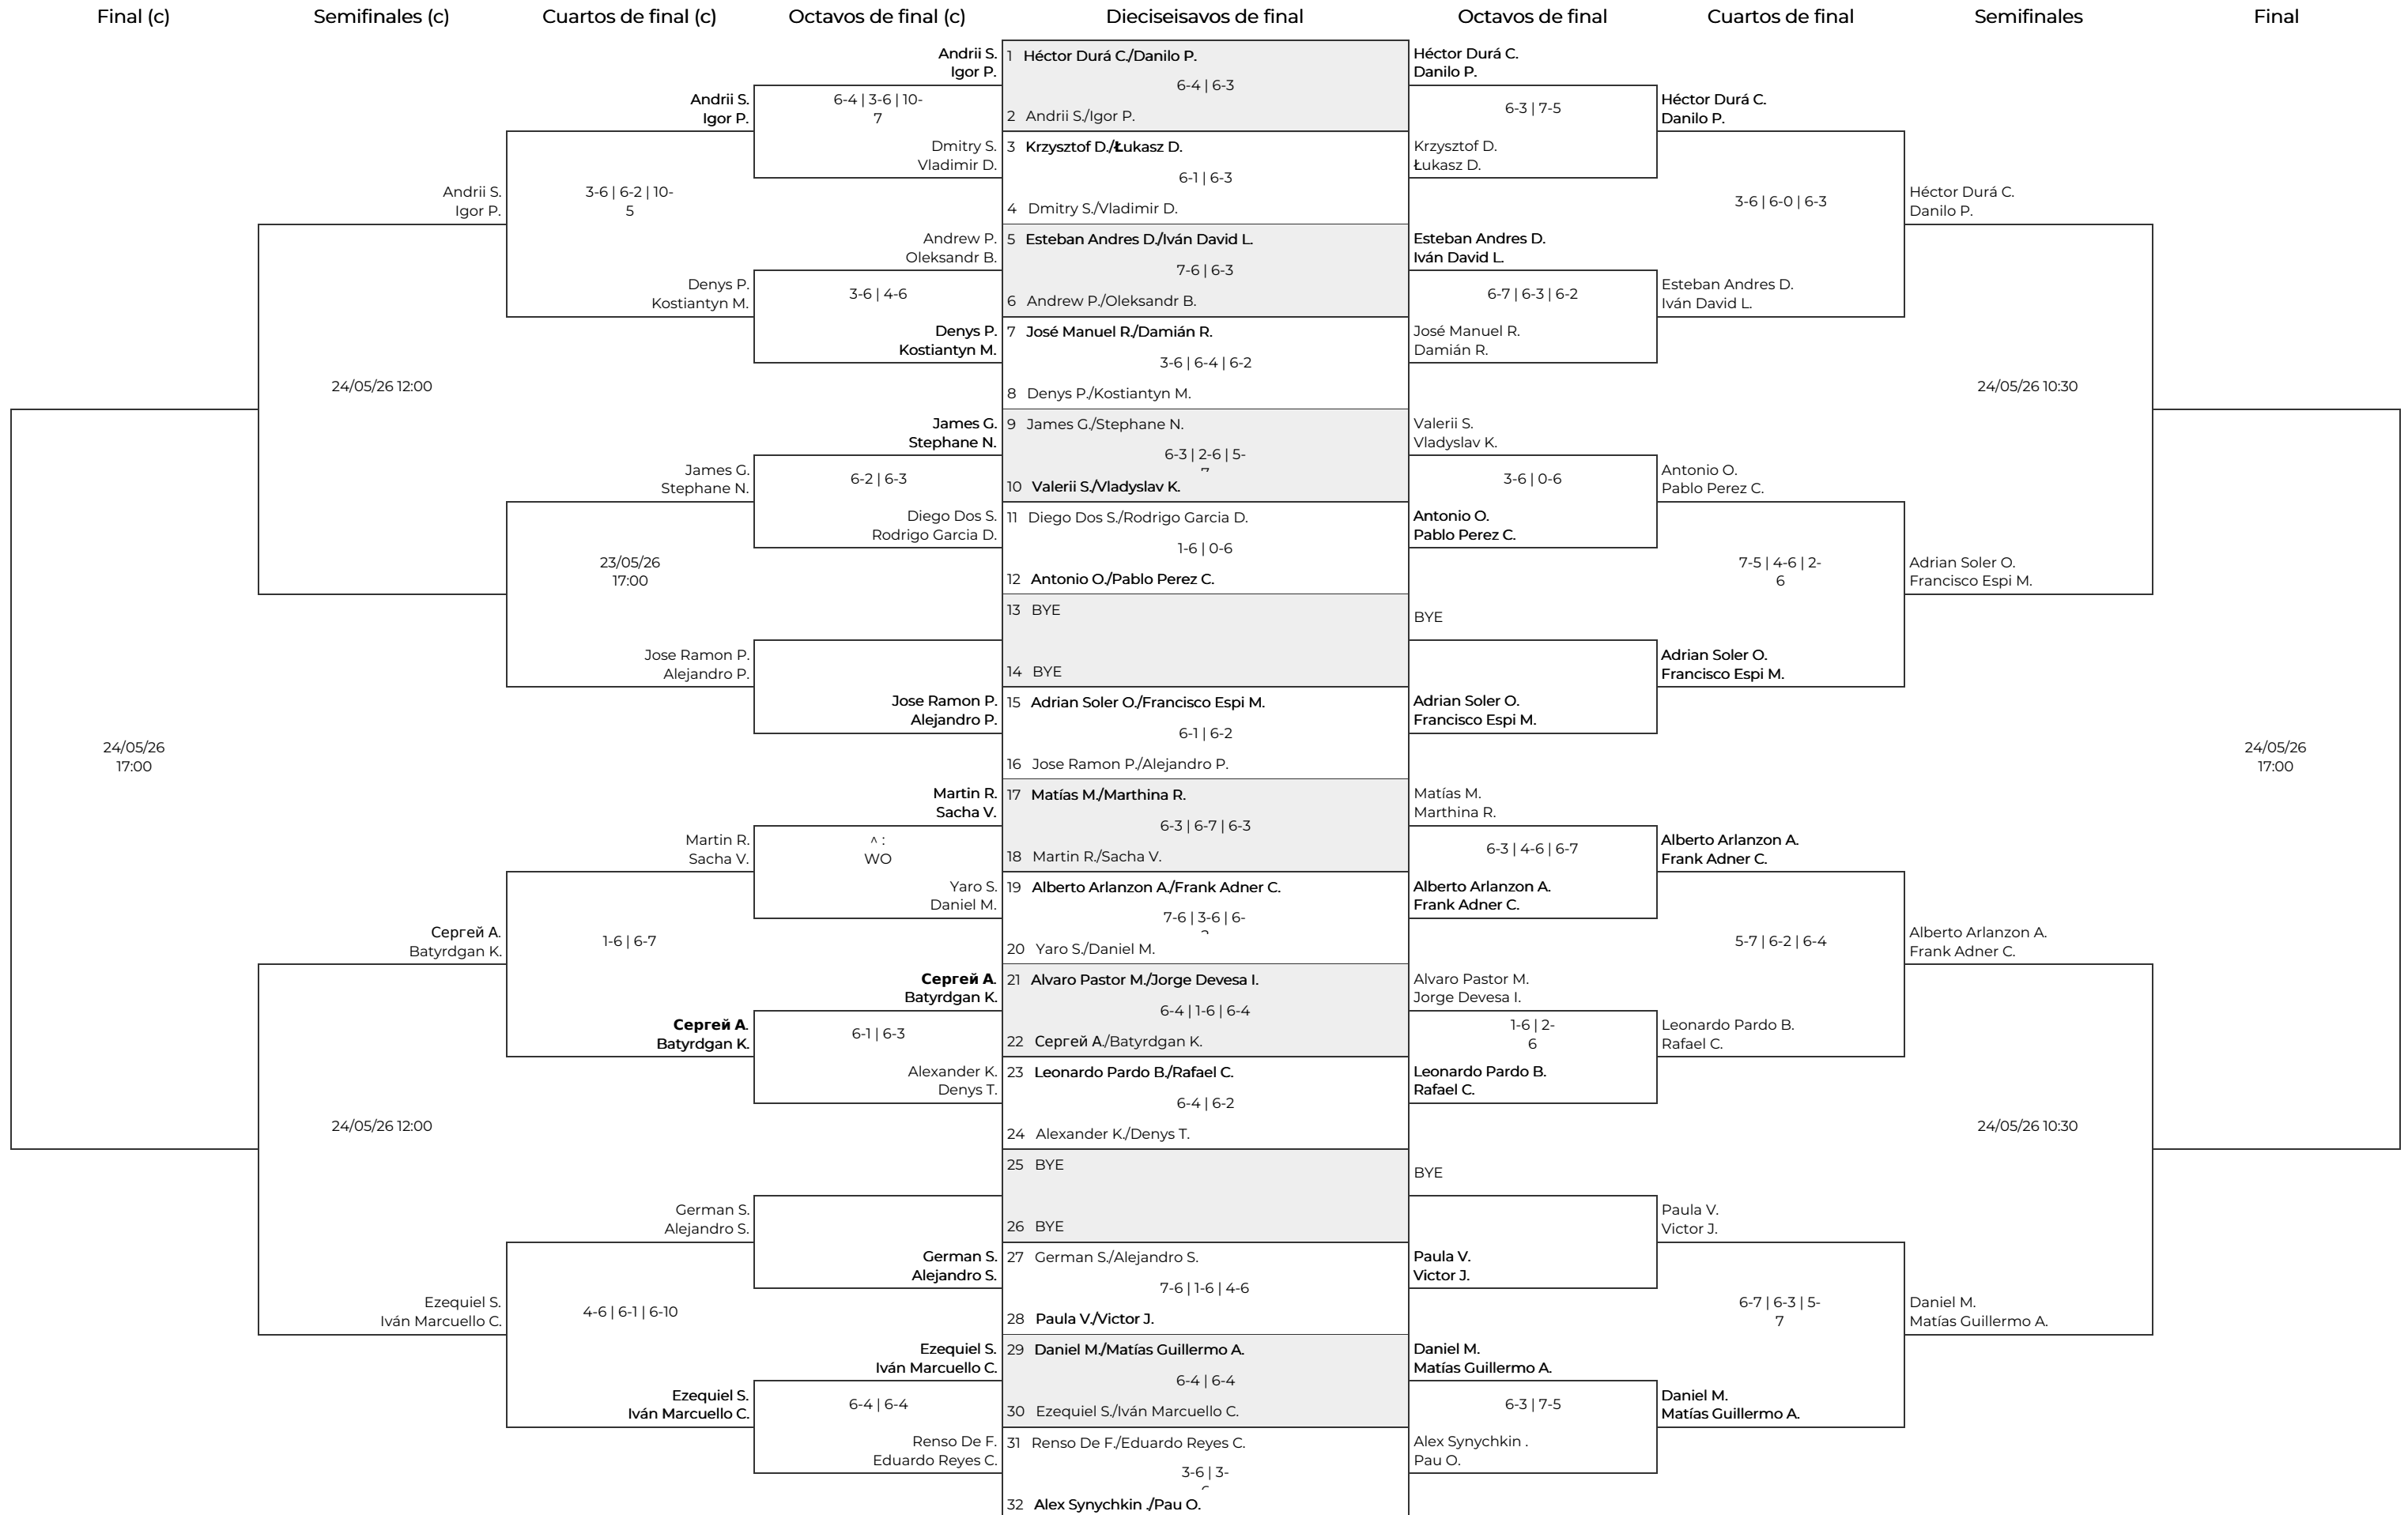 Final (c)
Semifinales (c)
Cuartos de final (c)
Octavos de final (c)
Dieciseisavos de final
Octavos de final
Cuartos de final
Semifinales
Final
24/05/26
17:00
Andrii S.
Igor P.
24/05/26 12:00
James G.
Stephane N.
Сергей А.
Batyrdgan K.
24/05/26 12:00
Ezequiel S.
Iván Marcuello C.
Andrii S.
Igor P.
3-6 | 6-2 | 10-
5
Denys P.
Kostiantyn M.
23/05/26
17:00
Jose Ramon P.
Alejandro P.
Martin R.
Sacha V.
1-6 | 6-7
Сергей А.
Batyrdgan K.
German S.
Alejandro S.
4-6 | 6-1 | 6-10
Ezequiel S.
Iván Marcuello C.
Andrii S.
Igor P.
6-4 | 3-6 | 10-
7
Dmitry S.
Vladimir D.
Andrew P.
Oleksandr B.
3-6 | 4-6
Denys P.
Kostiantyn M.
James G.
Stephane N.
6-2 | 6-3
Diego Dos S.
Rodrigo Garcia D.
Jose Ramon P.
Alejandro P.
Martin R.
Sacha V.
^ :
WO
Yaro S.
Daniel M.
Сергей А.
Batyrdgan K.
6-1 | 6-3
Alexander K.
Denys T.
German S.
Alejandro S.
Ezequiel S.
Iván Marcuello C.
6-4 | 6-4
Renso De F.
Eduardo Reyes C.
1 Héctor Durá C./Danilo P.
6-4 | 6-3
2 Andrii S./Igor P.
3 Krzysztof D./Łukasz D.
6-1 | 6-3
4 Dmitry S./Vladimir D.
5 Esteban Andres D./Iván David L.
7-6 | 6-3
6 Andrew P./Oleksandr B.
7 José Manuel R./Damián R.
3-6 | 6-4 | 6-2
8 Denys P./Kostiantyn M.
9 James G./Stephane N.
6-3 | 2-6 | 5-
10 Valerii S./Vladyslav K.
11 Diego Dos S./Rodrigo Garcia D.
1-6 | 0-6
12 Antonio O./Pablo Perez C.
13 BYE
14 BYE
15 Adrian Soler O./Francisco Espi M.
6-1 | 6-2
16 Jose Ramon P./Alejandro P.
17 Matías M./Marthina R.
6-3 | 6-7 | 6-3
18 Martin R./Sacha V.
19 Alberto Arlanzon A./Frank Adner C.
7-6 | 3-6 | 6-
20 Yaro S./Daniel M.
21 Alvaro Pastor M./Jorge Devesa I.
6-4 | 1-6 | 6-4
22 Сергей А./Batyrdgan K.
23 Leonardo Pardo B./Rafael C.
6-4 | 6-2
24 Alexander K./Denys T.
25 BYE
26 BYE
27 German S./Alejandro S.
7-6 | 1-6 | 4-6
28 Paula V./Victor J.
29 Daniel M./Matías Guillermo A.
6-4 | 6-4
30 Ezequiel S./Iván Marcuello C.
31 Renso De F./Eduardo Reyes C.
3-6 | 3-
32 Alex Synychkin ./Pau O.
Héctor Durá C.
Danilo P.
6-3 | 7-5
Krzysztof D.
Łukasz D.
Esteban Andres D.
Iván David L.
6-7 | 6-3 | 6-2
José Manuel R.
Damián R.
Valerii S.
Vladyslav K.
3-6 | 0-6
Antonio O.
Pablo Perez C.
BYE
Adrian Soler O.
Francisco Espi M.
Matías M.
Marthina R.
6-3 | 4-6 | 6-7
Alberto Arlanzon A.
Frank Adner C.
Alvaro Pastor M.
Jorge Devesa I.
1-6 | 2-
6
Leonardo Pardo B.
Rafael C.
BYE
Paula V.
Victor J.
Daniel M.
Matías Guillermo A.
6-3 | 7-5
Alex Synychkin .
Pau O.
Héctor Durá C.
Danilo P.
3-6 | 6-0 | 6-3
Esteban Andres D.
Iván David L.
Antonio O.
Pablo Perez C.
7-5 | 4-6 | 2-
6
Adrian Soler O.
Francisco Espi M.
Alberto Arlanzon A.
Frank Adner C.
5-7 | 6-2 | 6-4
Leonardo Pardo B.
Rafael C.
Paula V.
Victor J.
6-7 | 6-3 | 5-
7
Daniel M.
Matías Guillermo A.
Héctor Durá C.
Danilo P.
24/05/26 10:30
Adrian Soler O.
Francisco Espi M.
Alberto Arlanzon A.
Frank Adner C.
24/05/26 10:30
Daniel M.
Matías Guillermo A.
24/05/26
17:00